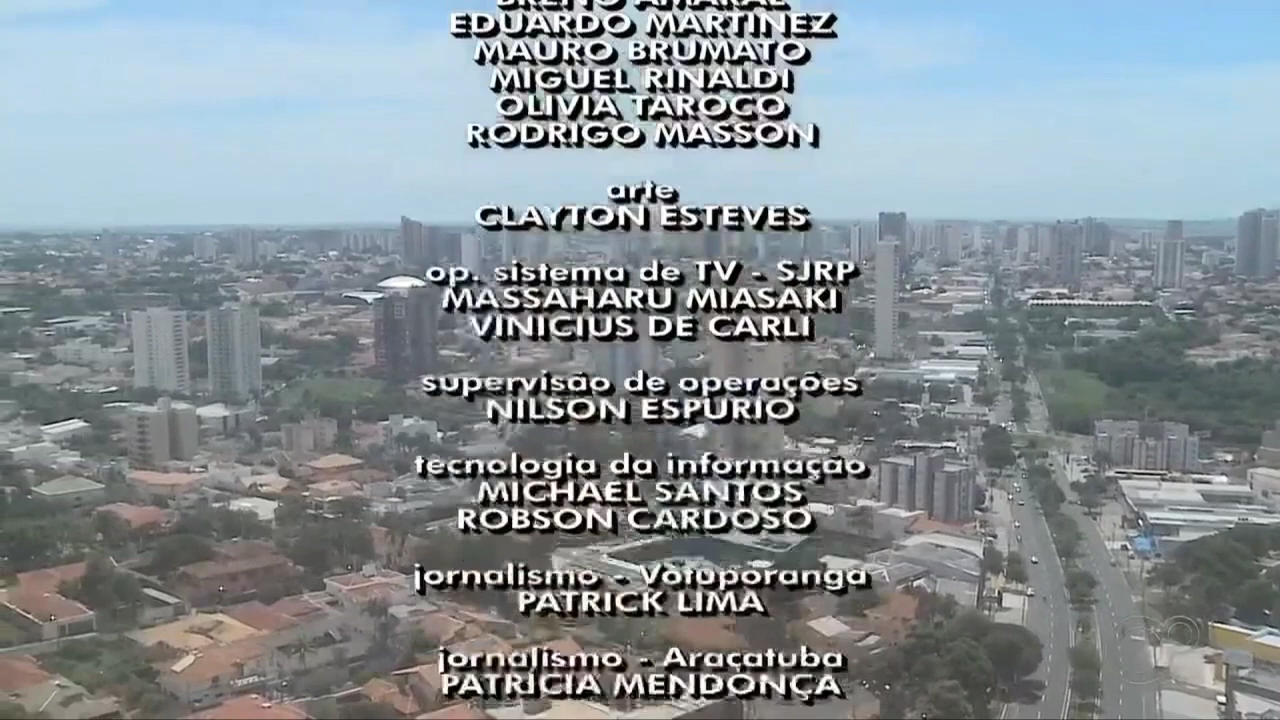 BRENO AMARAL
EDUARDO MARTINEZ
MAURO BRUMATO
MIGUEL RINALDI
OLIVIA TAROCO
RODRIGO MASSON
arte
CLAYTON ESTEVES
op. sistema de TV - SJRP
MASSAHARU MIASAKI
VINICIUS DE CARLI
supervisão de operações
NILSON ESPURIO
tecnologia da informação
MICHAEL SANTOS
ROBSON CARDOSO
jornalismo - Votuporanga
PATRICK LIMA
jornalismo - Araçatuba
PATRICIA MENDONÇA